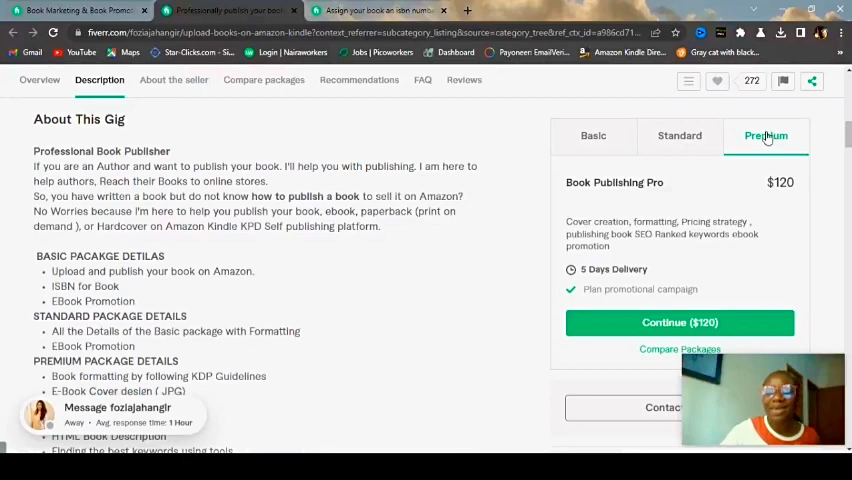 Book Marketing & Book Promo
Professionally publish your book
Assign your book an isbn numb
fiverr.com/foziajahangir/upload-books-on-amazon-kindle?context_referrer=subcategory_listing&source=category_tree&ref_ctx_id=a986cd71...
Gmail YouTube Maps Star-Clicks.com - S... Login | Nairaworkers Jobs | Picoworkers Dashboard Payoneer: EmailVeri... Amazon Kindle Dire... Gray cat with black...
Overview Description About the seller Compare packages Recommendations FAQ Reviews 272
About This Gig
Professional Book Publisher
If you are an Author and want to publish your book. I'll help you with publishing. I am here to
help authors, Reach their Books to online stores.
So, you have written a book but do not know how to publish a book to sell it on Amazon?
No Worries because I'm here to help you publish your book, ebook, paperback (print on
demand ), or Hardcover on Amazon Kindle KPD Self publishing platform.
BASIC PACAKGE DETILAS
Upload and publish your book on Amazon.
ISBN for Book
EBook Promotion
STANDARD PACKAGE DETAILS
All the Details of the Basic package with Formatting
EBook Promotion
PREMIUM PACKAGE DETAILS
Book formatting by following KDP Guidelines
E-Book Cover design ( JPG)
HTML Book Description
Finding the best keywords using tools
Message foziajahangir
Away Avg. response time: 1 Hour
Basic Standard Premium
Book Publishing Pro $120
Cover creation, formatting, Pricing strategy ,
publishing book SEO Ranked keywords ebook
promotion
5 Days Delivery
Plan promotional campaign
Continue ($120)
Compare Packages
Contac